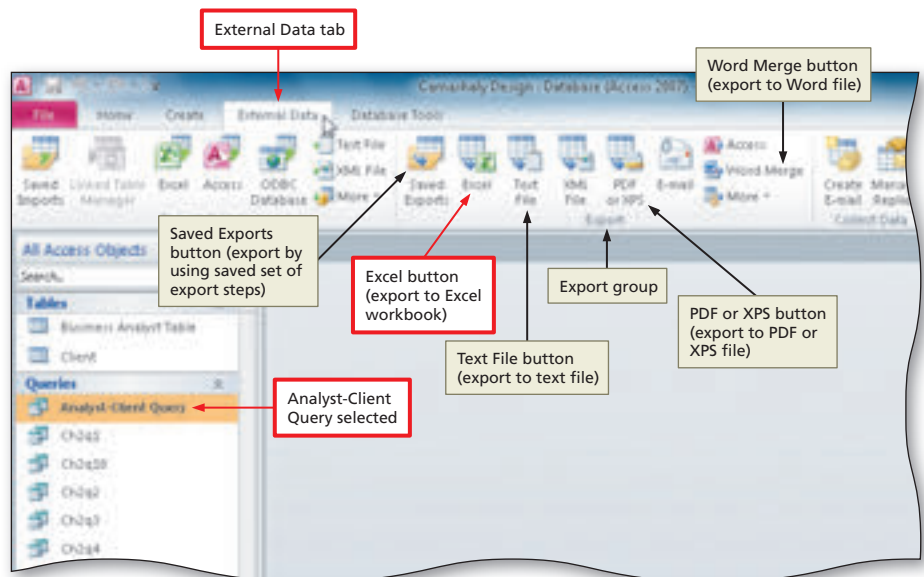 External Data tab
Word Merge button
(export to Word file)
Camashaly Design : Database (Access 2007)
File Home Create External Data Database Tools
Saved Imports
Linked Table Manager
Excel
Access
ODBC Database
Text File
XML File
More
Saved Exports
Excel
Text File
XML File
PDF or XPS
E-mail
Access
Word Merge
More
Create E-mail
Export
Collect Data
Saved Exports
button (export by
using saved set of
export steps)
Excel button
(export to Excel
workbook)
Export group
PDF or XPS button
(export to PDF or
XPS file)
Text File button
(export to text file)
All Access Objects
Search..
Tables
Business Analyst Table
Client
Queries
Analyst-Client Query
Analyst-Client
Query selected
Ch2q1
Ch2q10
Ch2q2
Ch2q3
Ch2q4